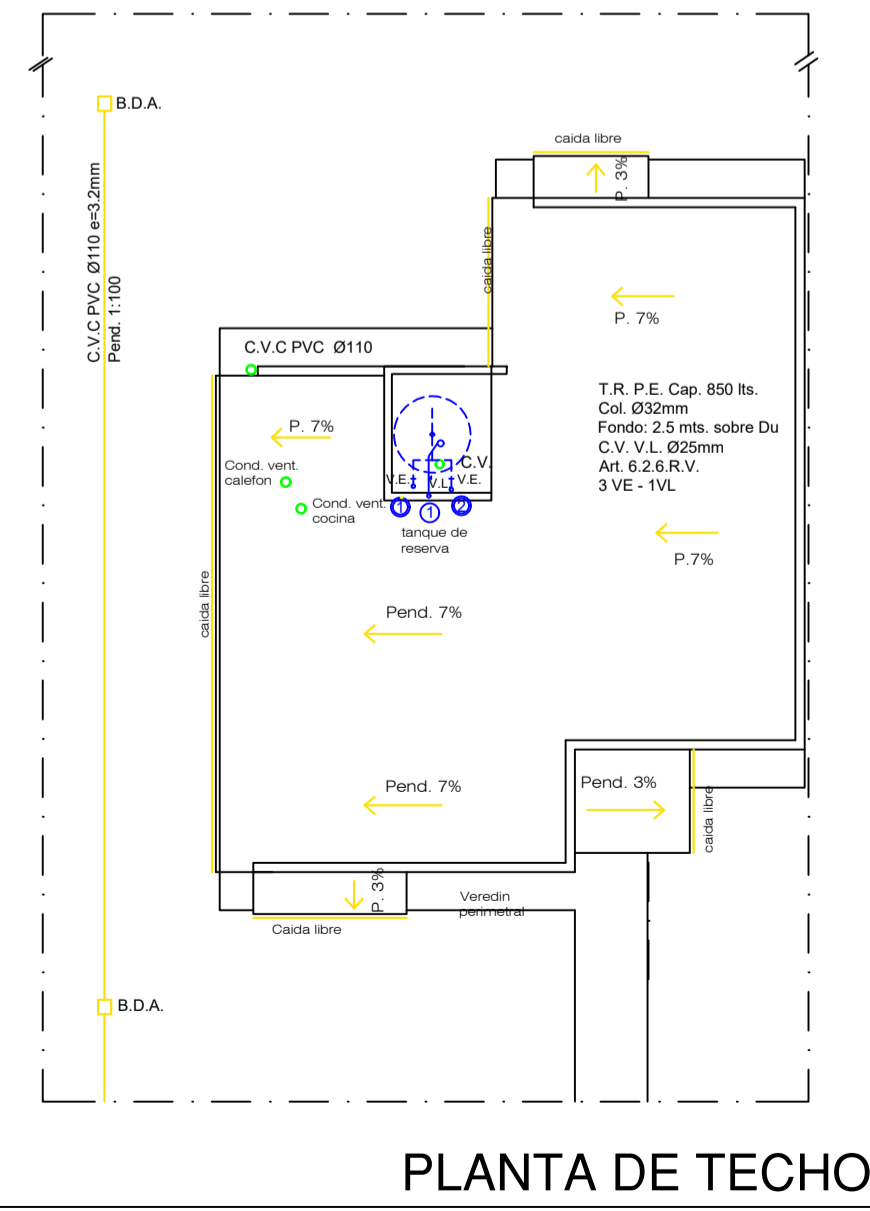 B.D.A.
C.V.C PVC Ø110 e=3.2mm
Pend. 1:100
caida libre
P. 3%
caida libre
P. 7%
C.V.C PVC Ø110
P. 7%
Cond. vent.
calefon
Cond. vent.
cocina
C.V.
V.E.
V.L
V.E.
1
1
2
tanque de
reserva
T.R. P.E. Cap. 850 lts.
Col. Ø32mm
Fondo: 2.5 mts. sobre Du
C.V. V.L. Ø25mm
Art. 6.2.6.R.V.
3 VE - 1VL
P.7%
caida libre
Pend. 7%
Pend. 7%
Pend. 3%
caida libre
P. 3%
Caida libre
Veredin
perimetral
B.D.A.
PLANTA DE TECHO